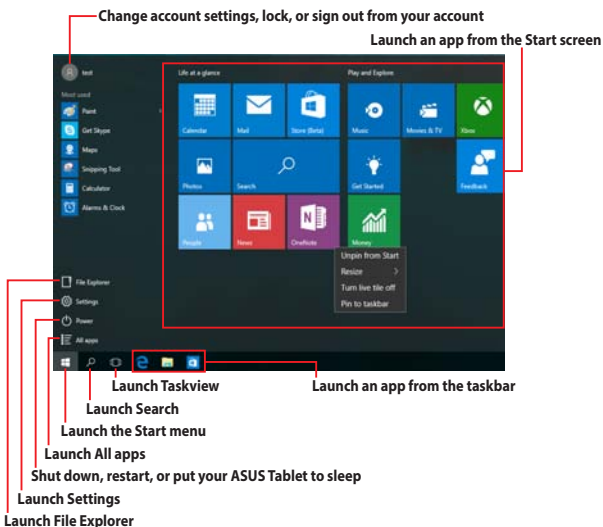 Change account settings, lock, or sign out from your account
Launch an app from the Start screen
test
Life at a glance
Play and Explore
Most used
Paint
Get Skype
Maps
Snipping Tool
Calculator
Alarms & Clock
Calendar
Mail
Store (Beta)
Music
Movies & TV
Xbox
Photos
Search
Get Started
Feedback
People
News
OneNote
Money
Unpin from Start
Resize
Turn live tile off
Pin to taskbar
File Explorer
Settings
Power
All apps
Launch Taskview
Launch an app from the taskbar
Launch Search
Launch the Start menu
Launch All apps
Shut down, restart, or put your ASUS Tablet to sleep
Launch Settings
Launch File Explorer